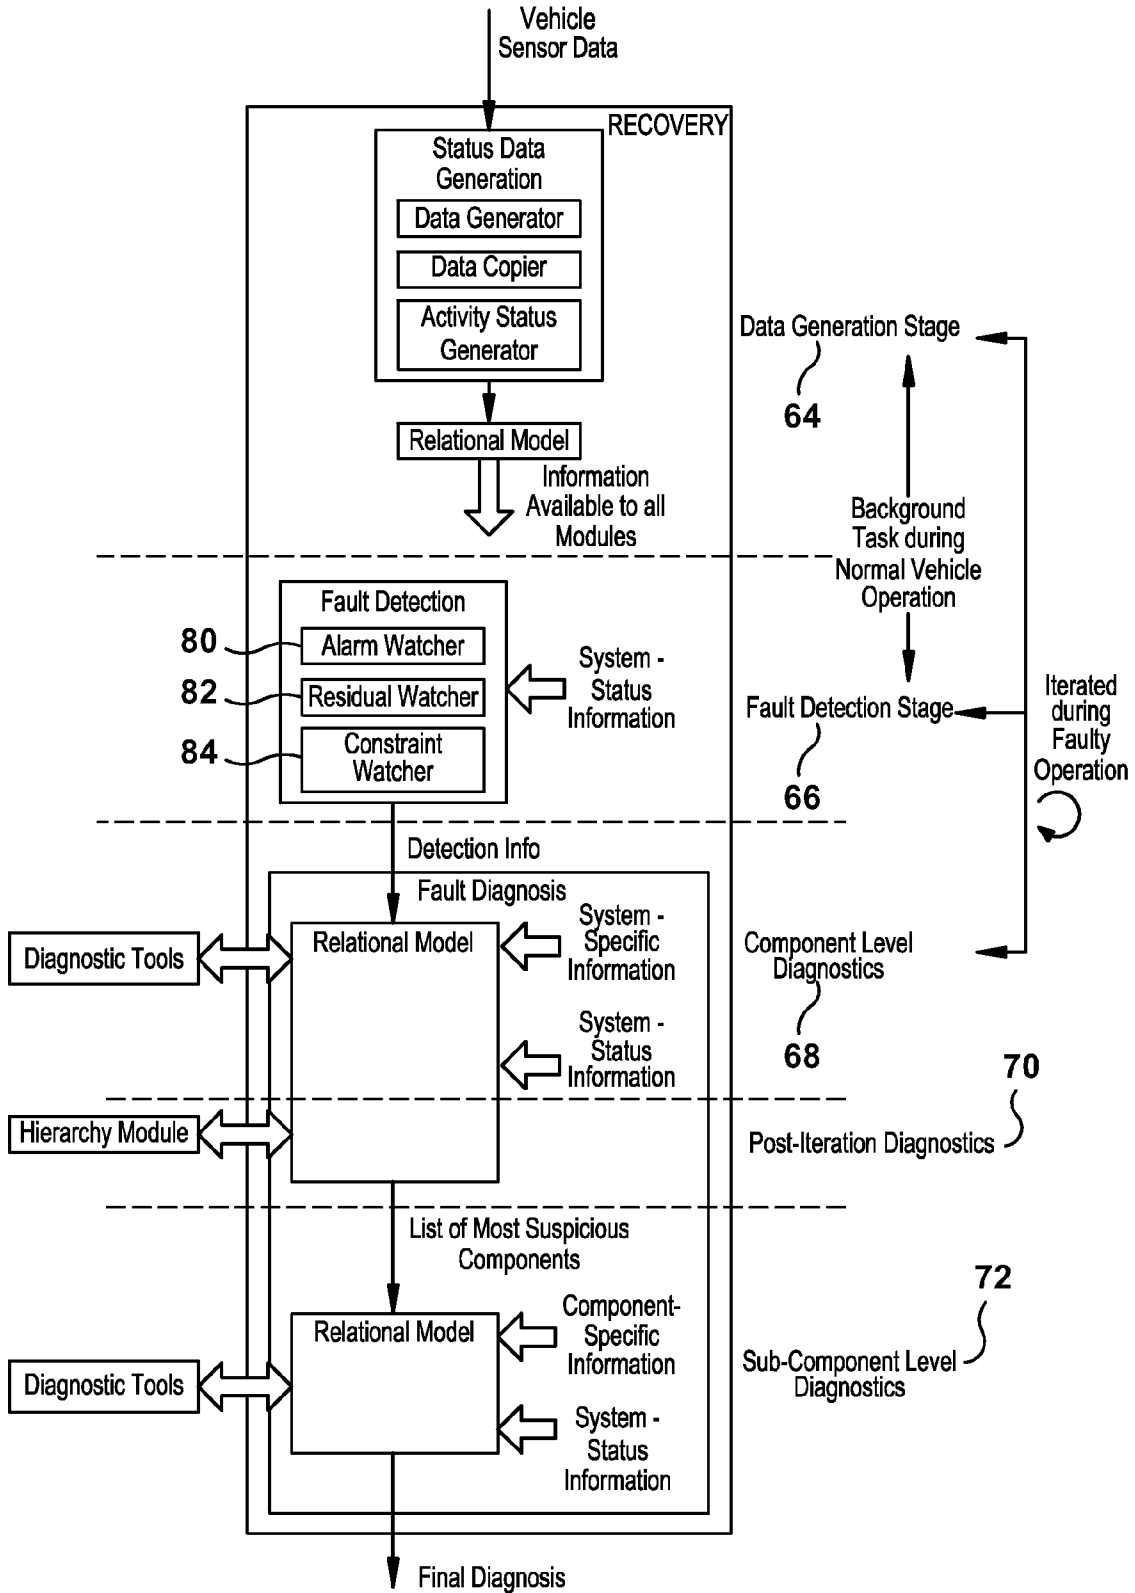 Vehicle
Sensor Data
RECOVERY
Status Data
Generation
Data Generator
Data Copier
Activity Status
Generator
Data Generation Stage
64
Relational Model
Information
Available to all
Modules
Background
Task during
Normal Vehicle
Operation
Fault Detection
80
Alarm Watcher
82
Residual Watcher
84
Constraint
Watcher
System -
Status
Information
Fault Detection Stage
66
Iterated
during
Faulty
Operation
Detection Info
Fault Diagnosis
Relational Model
Diagnostic Tools
System -
Specific
Information
Component Level
Diagnostics
68
System -
Status
Information
70
Hierarchy Module
Post-Iteration Diagnostics
List of Most Suspicious
Components
72
Relational Model
Component-
Specific
Information
Sub-Component Level
Diagnostics
Diagnostic Tools
System -
Status
Information
Final Diagnosis